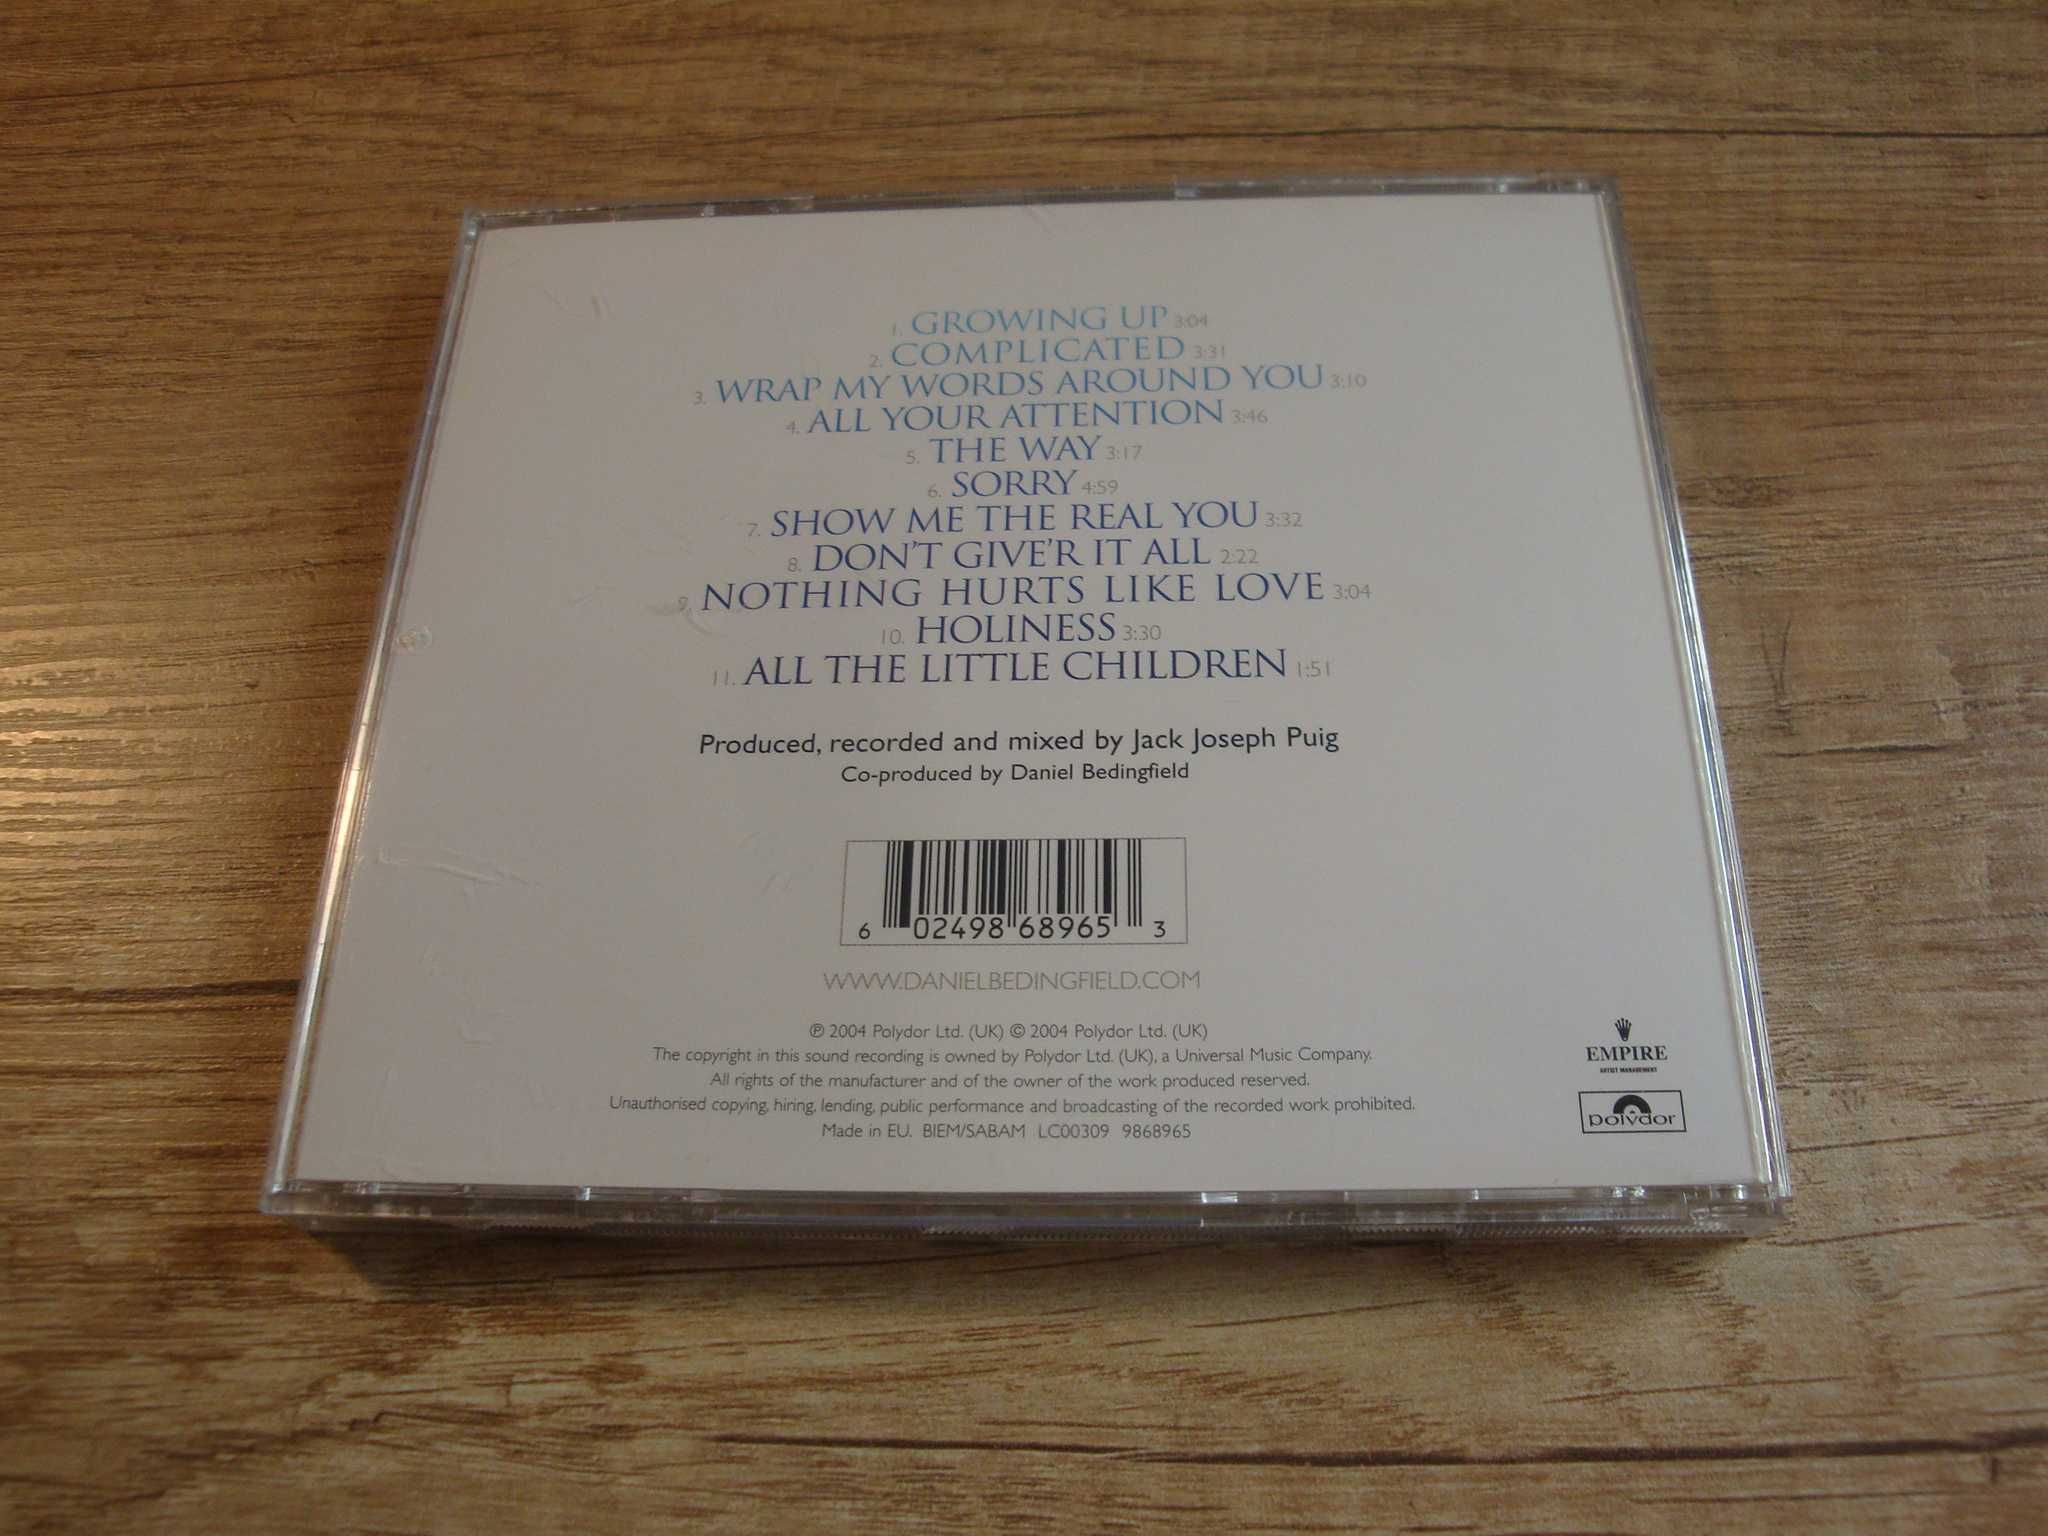 1. GROWING UP 3:04
2. COMPLICATED 3:31
3. WRAP MY WORDS AROUND YOU 3:10
4. ALL YOUR ATTENTION 3:46
5. THE WAY 3:17
6. SORRY 4:59
7. SHOW ME THE REAL YOU 3:32
8. DON'T GIVE'R IT ALL 2:22
9. NOTHING HURTS LIKE LOVE 3:04
10. HOLINESS 3:30
11. ALL THE LITTLE CHILDREN 1:51
Produced, recorded and mixed by Jack Joseph Puig
Co-produced by Daniel Bedingfield
6 02498 68965 3
WWW.DANIELBEDINGFIELD.COM
℗ 2004 Polydor Ltd. (UK) © 2004 Polydor Ltd. (UK)
The copyright in this sound recording is owned by Polydor Ltd. (UK), a Universal Music Company.
All rights of the manufacturer and of the owner of the work produced reserved.
Unauthorised copying, hiring, lending, public performance and broadcasting of the recorded work prohibited.
Made in EU. BIEM/SABAM LC00309 9868965
EMPIRE
ARTIST MANAGEMENT
polydor